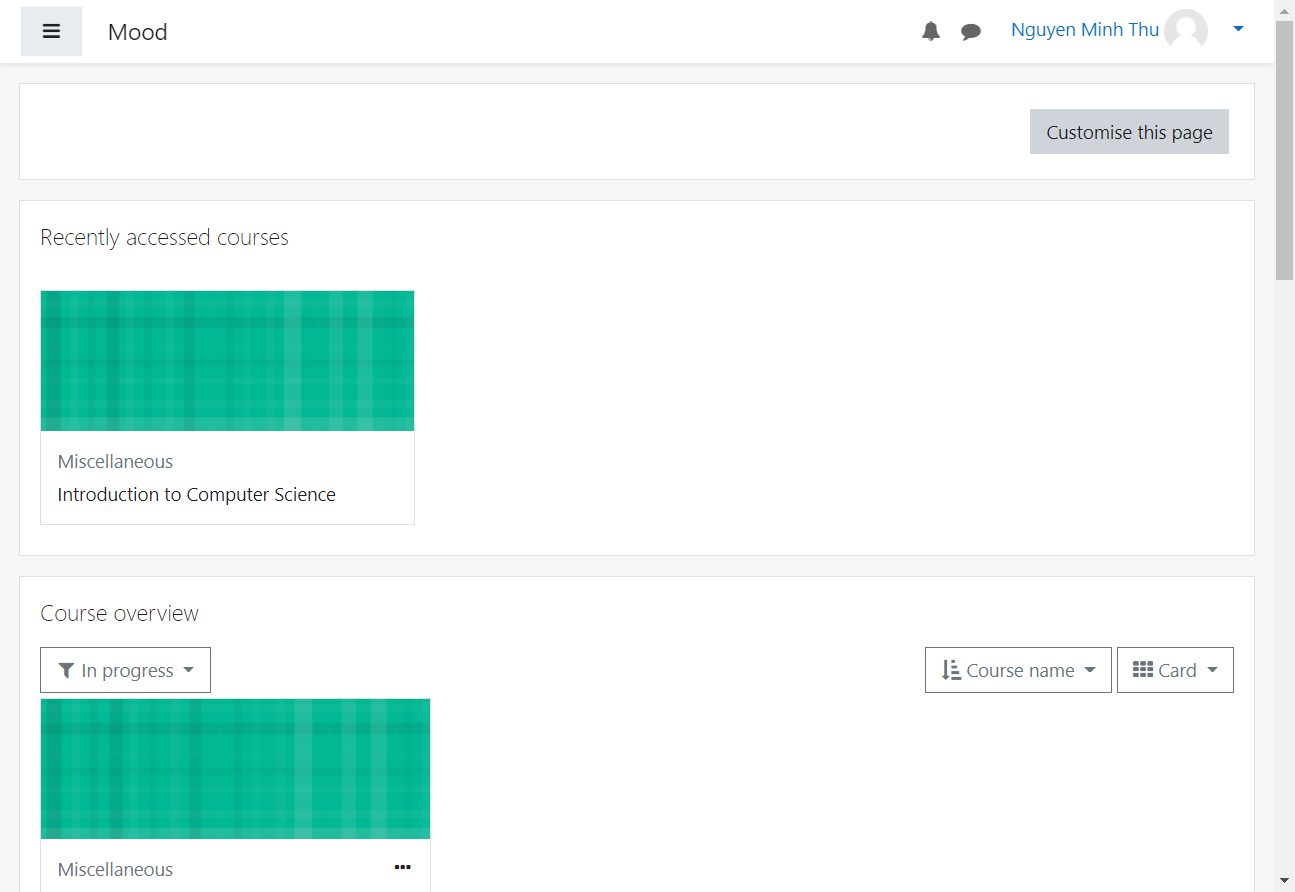 Mood
Nguyen Minh Thu
Customise this page
Recently accessed courses
Miscellaneous
Introduction to Computer Science
Course overview
In progress
Course name
Card
Miscellaneous